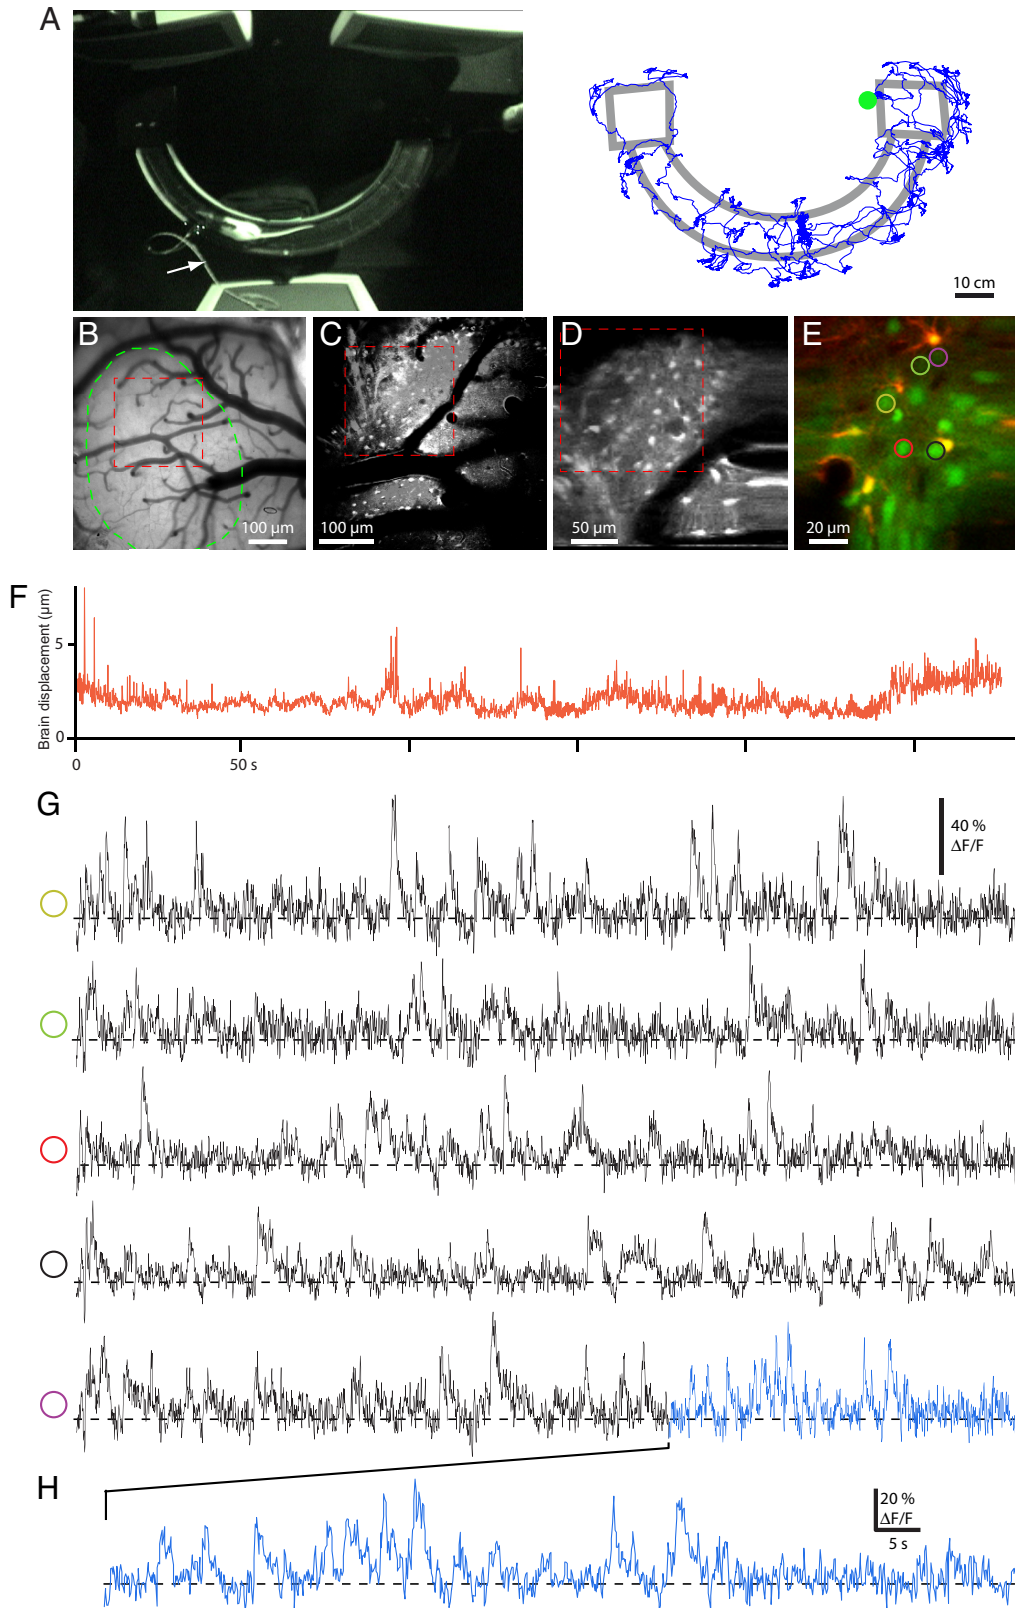 A
10 cm
B
100 µm
C
100 µm
D
50 µm
E
20 µm
F
Brain displacement (µm)
5
0
0
50 s
G
40 %
ΔF/F
H
20 %
ΔF/F
5 s